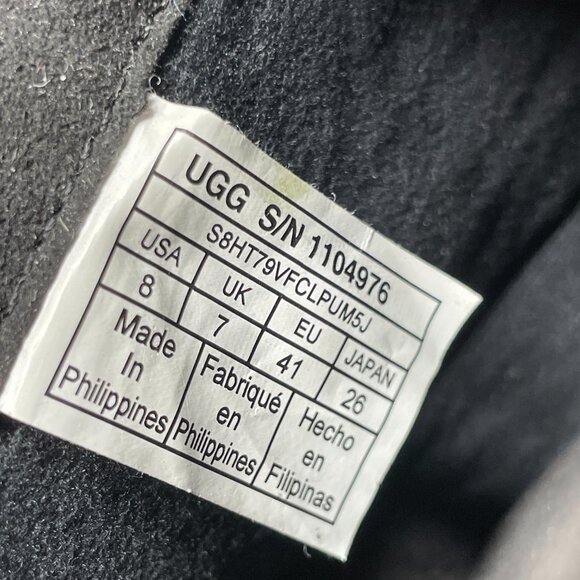 UGG S/N 1104976
S8HT79VFCLPUM5J
USA UK EU JAPAN
8 7 41 26
Made Fabriqué Hecho
In en en
Philippines Philippines Filipinas